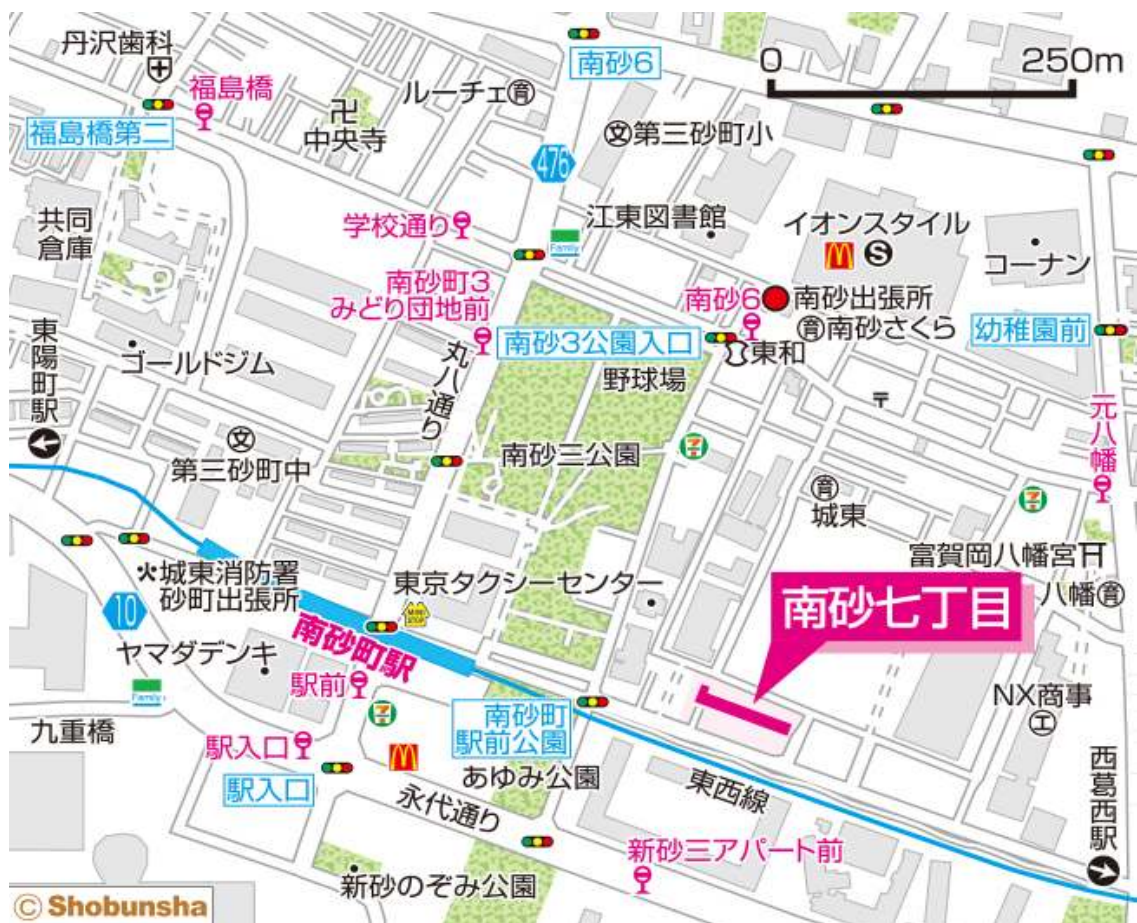 丹沢歯科
福島橋
ルーチェ育
南砂6
0 250m
福島橋第二
卍
中央寺
476
文第三砂町小
共同
倉庫
学校通り
Family
江東図書館
イオンスタイル
S
コーナン
南砂町3
みどり団地前
南砂6
南砂出張所
育南砂さくら
幼稚園前
東陽町駅
ゴールドジム
丸八通り
南砂3公園入口
東和
野球場
〒
元八幡
文
第三砂町中
南砂三公園
育
城東
城東消防署
砂町出張所
東京タクシーセンター
富賀岡八幡宮
八幡育
10
南砂町駅
南砂七丁目
ヤマダデンキ
駅前
Family
九重橋
駅入口
駅入口
南砂町
駅前公園
あゆみ公園
NX商事
工
永代通り
東西線
西葛西駅
新砂三アパート前
新砂のぞみ公園
© Shobunsha